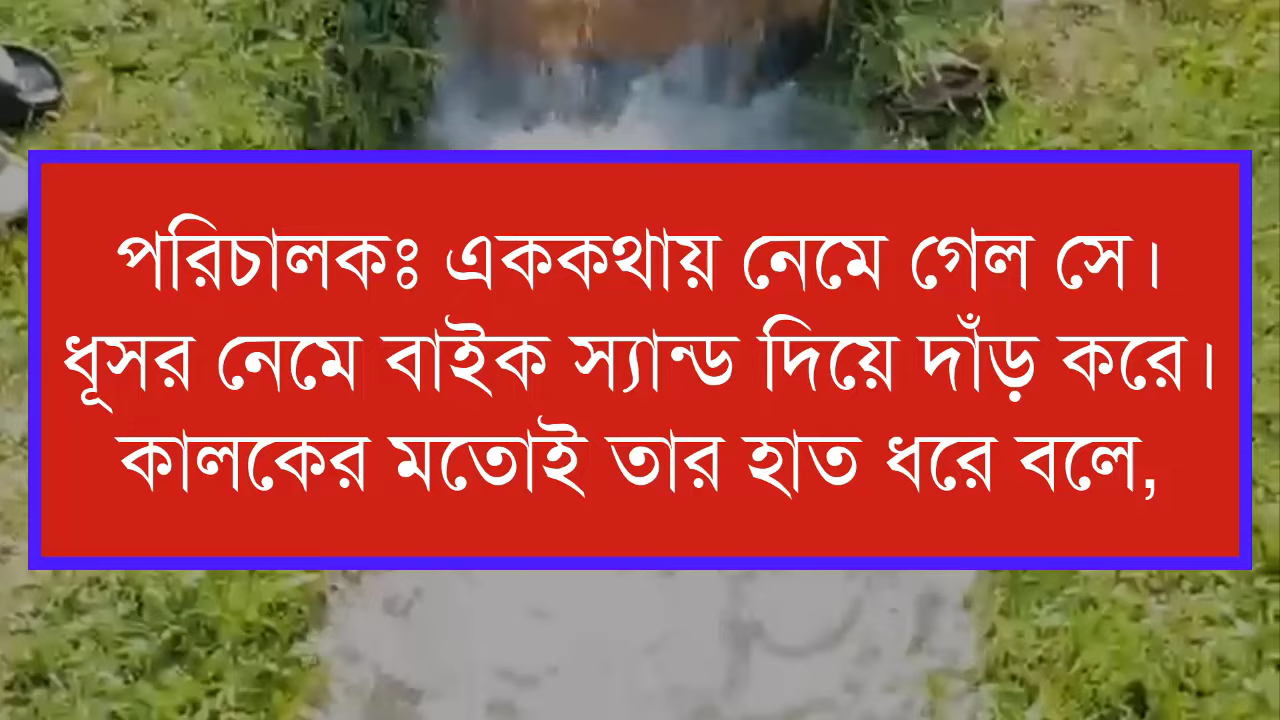 পরিচালকঃ এককথায় নেমে গেল সে।
ধূসর নেমে বাইক স্যান্ড দিয়ে দাঁড় করে।
কালকের মতোই তার হাত ধরে বলে,